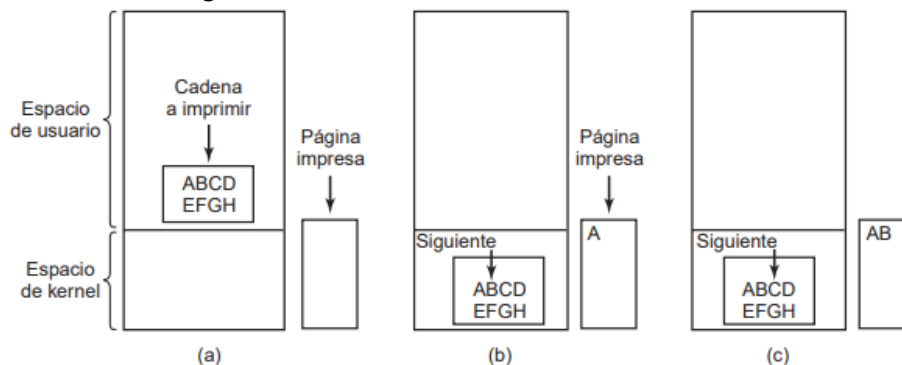 Espacio
de usuario
Cadena
a imprimir
ABCD
EFGH
Página
impresa
Espacio
de kernel
(a)
Página
impresa
A
Siguiente
ABCD
EFGH
(b)
AB
Siguiente
ABCD
EFGH
(c)